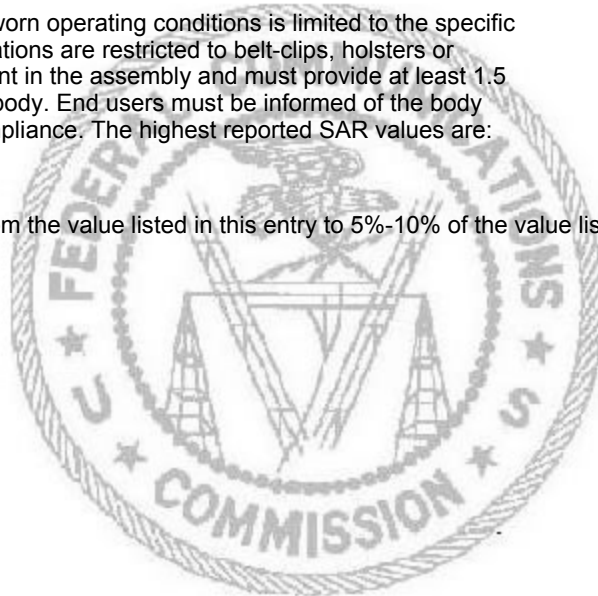 worn operating conditions is limited to the specific
ations are restricted to belt-clips, holsters or
nt in the assembly and must provide at least 1.5
body. End users must be informed of the body
pliance. The highest reported SAR values are:
m the value listed in this entry to 5%-10% of the value lis
FEDERAL COMMUNICATIONS
COMMISSION
U S